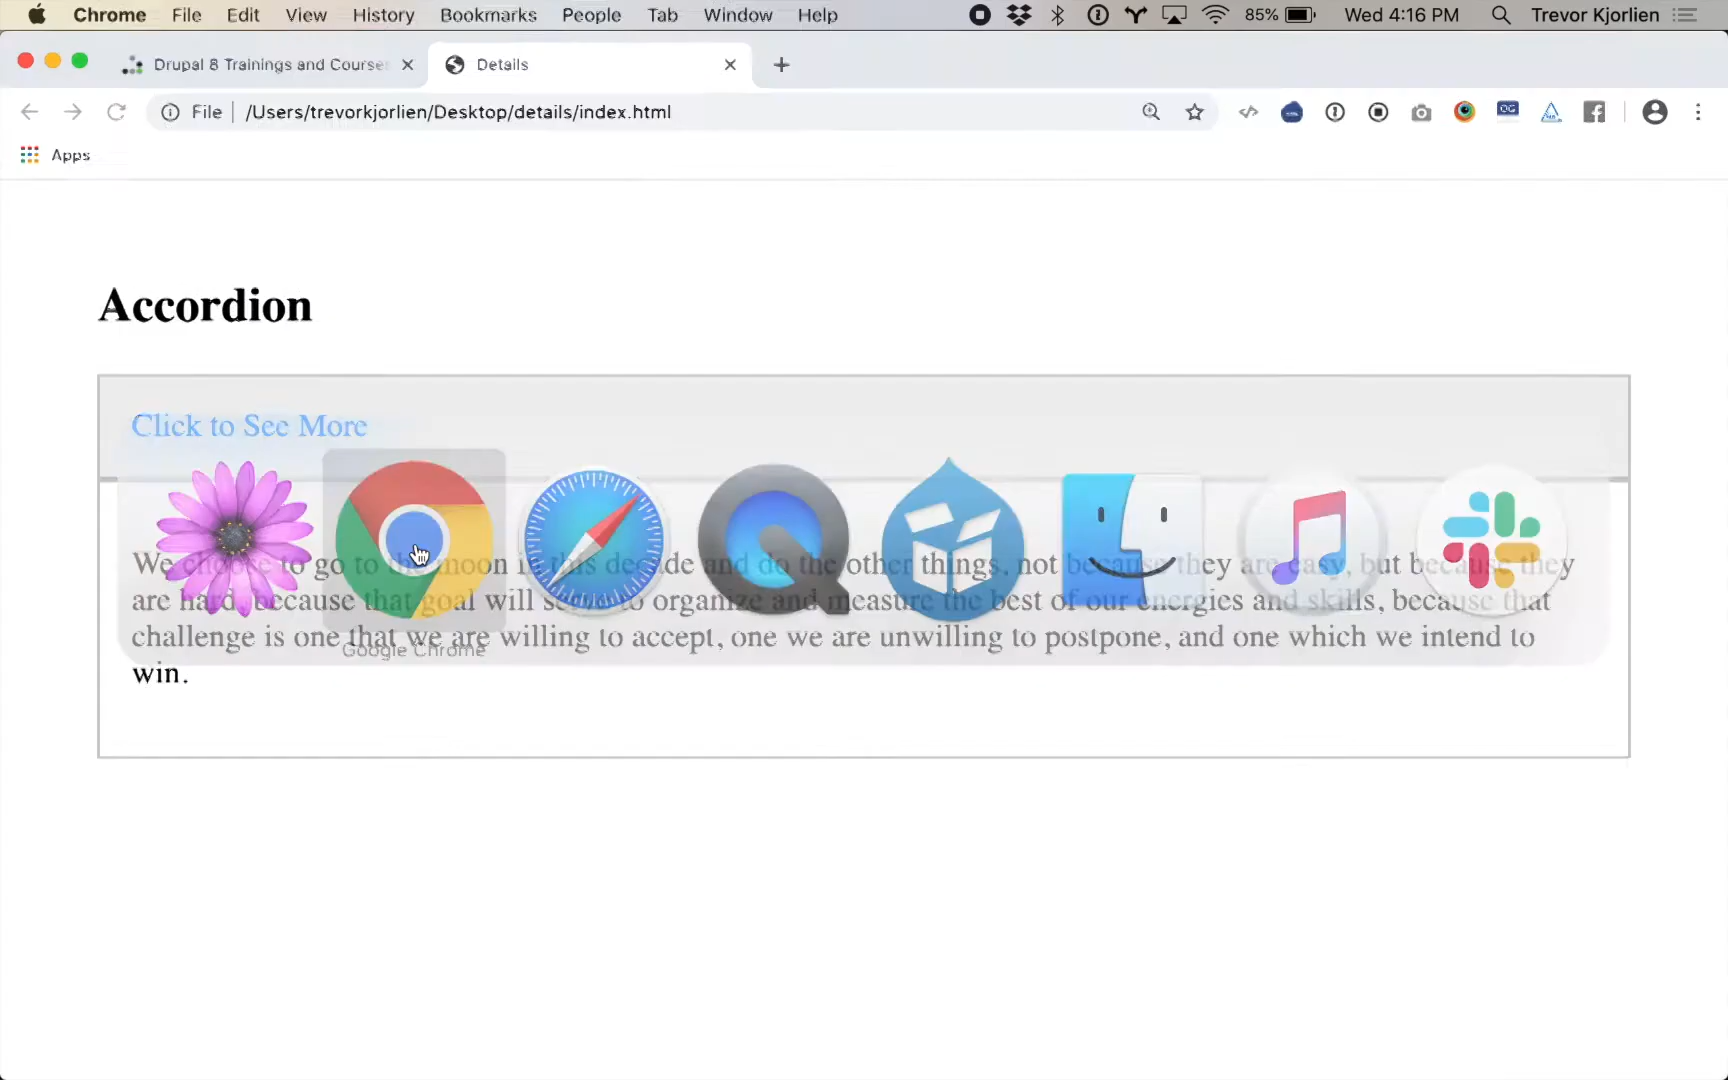 Chrome File Edit View History Bookmarks People Tab Window Help 85% Wed 4:16 PM Trevor Kjorlien
Drupal 8 Trainings and Course Details
File /Users/trevorkjorlien/Desktop/details/index.html
OG
Apps
Accordion
Click to See More
We choose to go to the moon in this decade and do the other things, not because they are easy, but because they
are hard, because that goal will serve to organize and measure the best of our energies and skills, because that
challenge is one that we are willing to accept, one we are unwilling to postpone, and one which we intend to
Google Chrome
win.